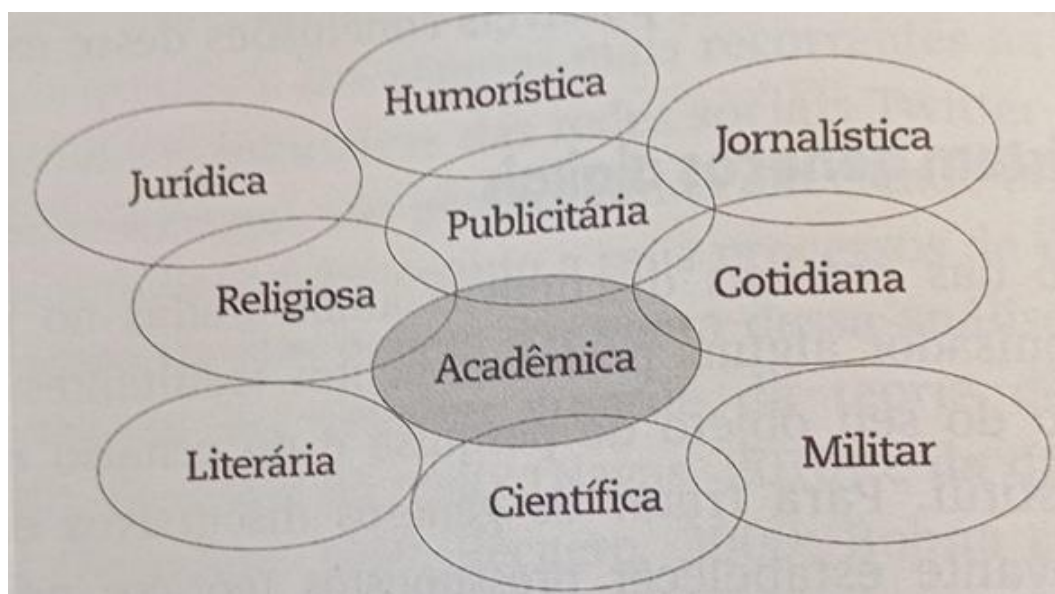 Humorística
Jornalística
Jurídica
Publicitária
Religiosa
Cotidiana
Acadêmica
Literária
Militar
Científica